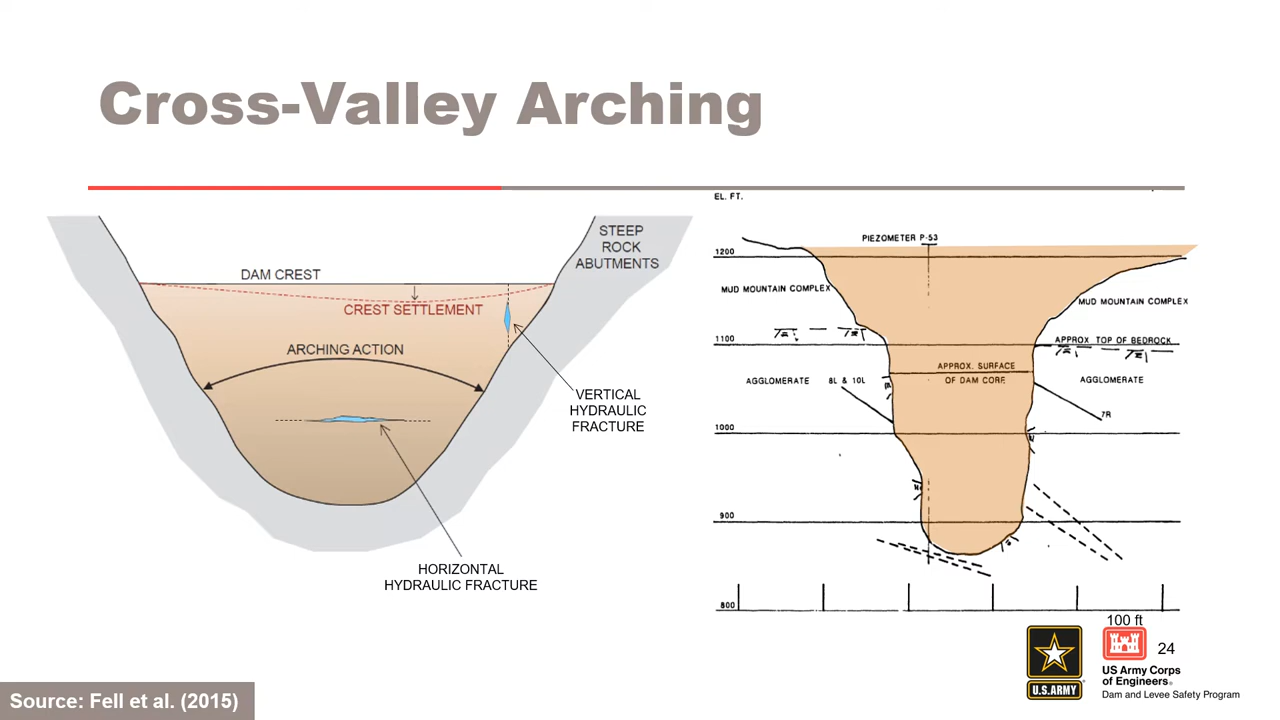 Cross-Valley Arching
STEEP
ROCK
ABUTMENTS
DAM CREST
CREST SETTLEMENT
ARCHING ACTION
VERTICAL
HYDRAULIC
FRACTURE
HORIZONTAL
HYDRAULIC FRACTURE
EL. FT.
PIEZOMETER P-53
1200
MUD MOUNTAIN COMPLEX
MUD MOUNTAIN COMPLEX
1100
APPROX. TOP OF BEDROCK
APPROX. SURFACE
OF DAM CORE
AGGLOMERATE
8L & 10L
AGGLOMERATE
7R
1000
900
800
100 ft
24
U.S.ARMY
US Army Corps
of Engineers®
Dam and Levee Safety Program
Source: Fell et al. (2015)